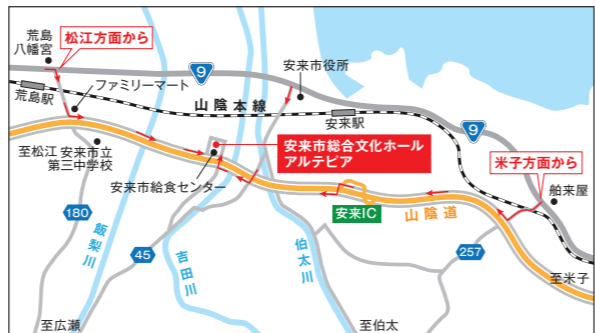 荒島
八幡宮
松江方面から
9
安来市役所
ファミリーマート
荒島駅
山陰本線
安来駅
9
安来市総合文化ホール
アルテピア
米子方面から
至松江
安来市立
第三中学校
安来市給食センター
舶来屋
安来IC
山陰道
180
飯梨川
45
吉田川
伯太川
257
至米子
至広瀬
至伯太